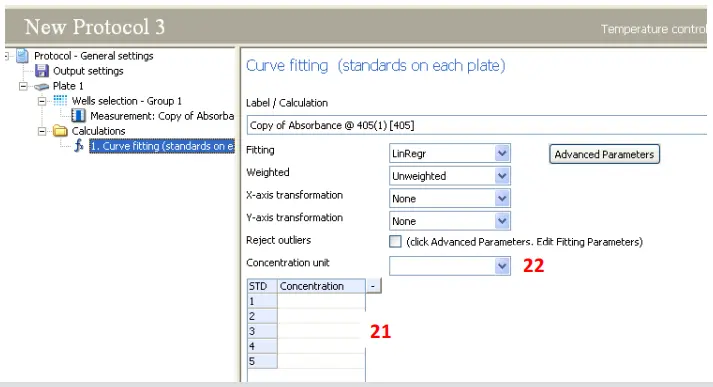 New Protocol 3
Temperature control
Protocol - General settings
Output settings
Plate 1
Wells selection - Group 1
Measurement: Copy of Absorba
Calculations
1. Curve fitting (standards on e
Curve fitting (standards on each plate)
Label / Calculation
Copy of Absorbance @ 405(1) [405]
Fitting LinRegr Advanced Parameters
Weighted Unweighted
X-axis transformation None
Y-axis transformation None
Reject outliers (click Advanced Parameters. Edit Fitting Parameters)
Concentration unit 22
STD Concentration -
1
2
3 21
4
5